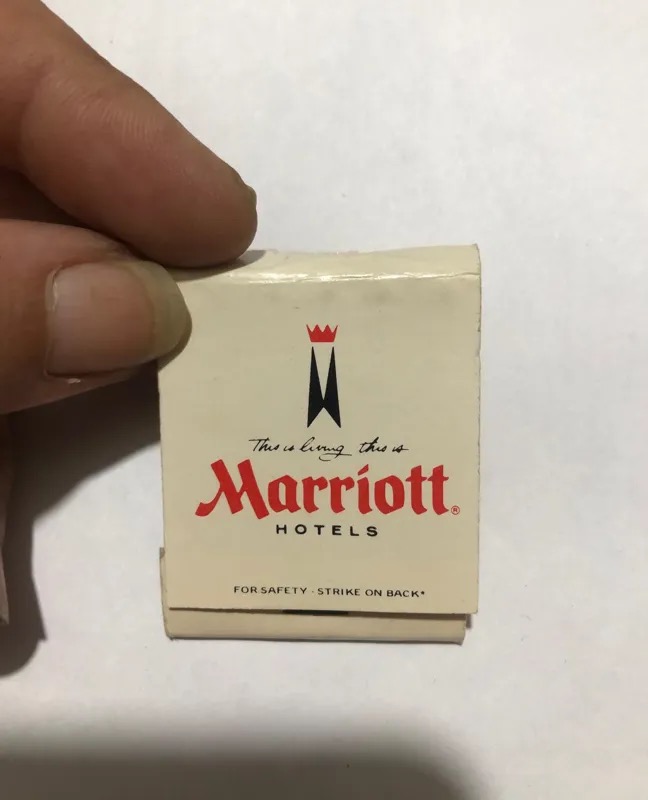 This is living this is
Marriott®
HOTELS
FOR SAFETY · STRIKE ON BACK*